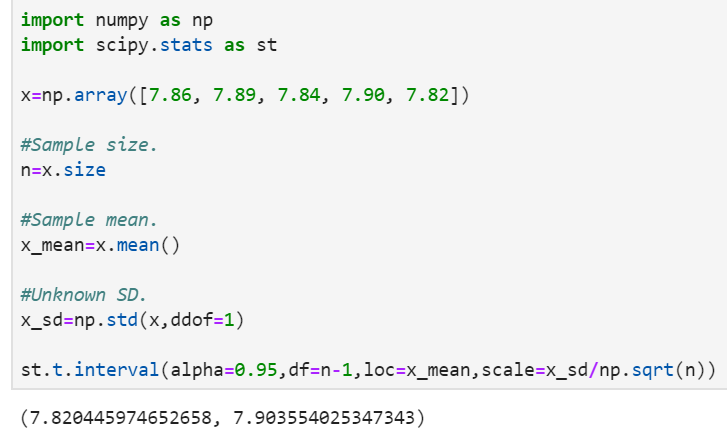 import numpy as np
import scipy.stats as st
x=np.array([7.86, 7.89, 7.84, 7.90, 7.82])
#Sample size.
n=x.size
#Sample mean.
x_mean=x.mean()
#Unknown SD.
x_sd=np.std(x,ddof=1)
st.t.interval(alpha=0.95,df=n-1,loc=x_mean,scale=x_sd/np.sqrt(n))
(7.820445974652658, 7.903554025347343)